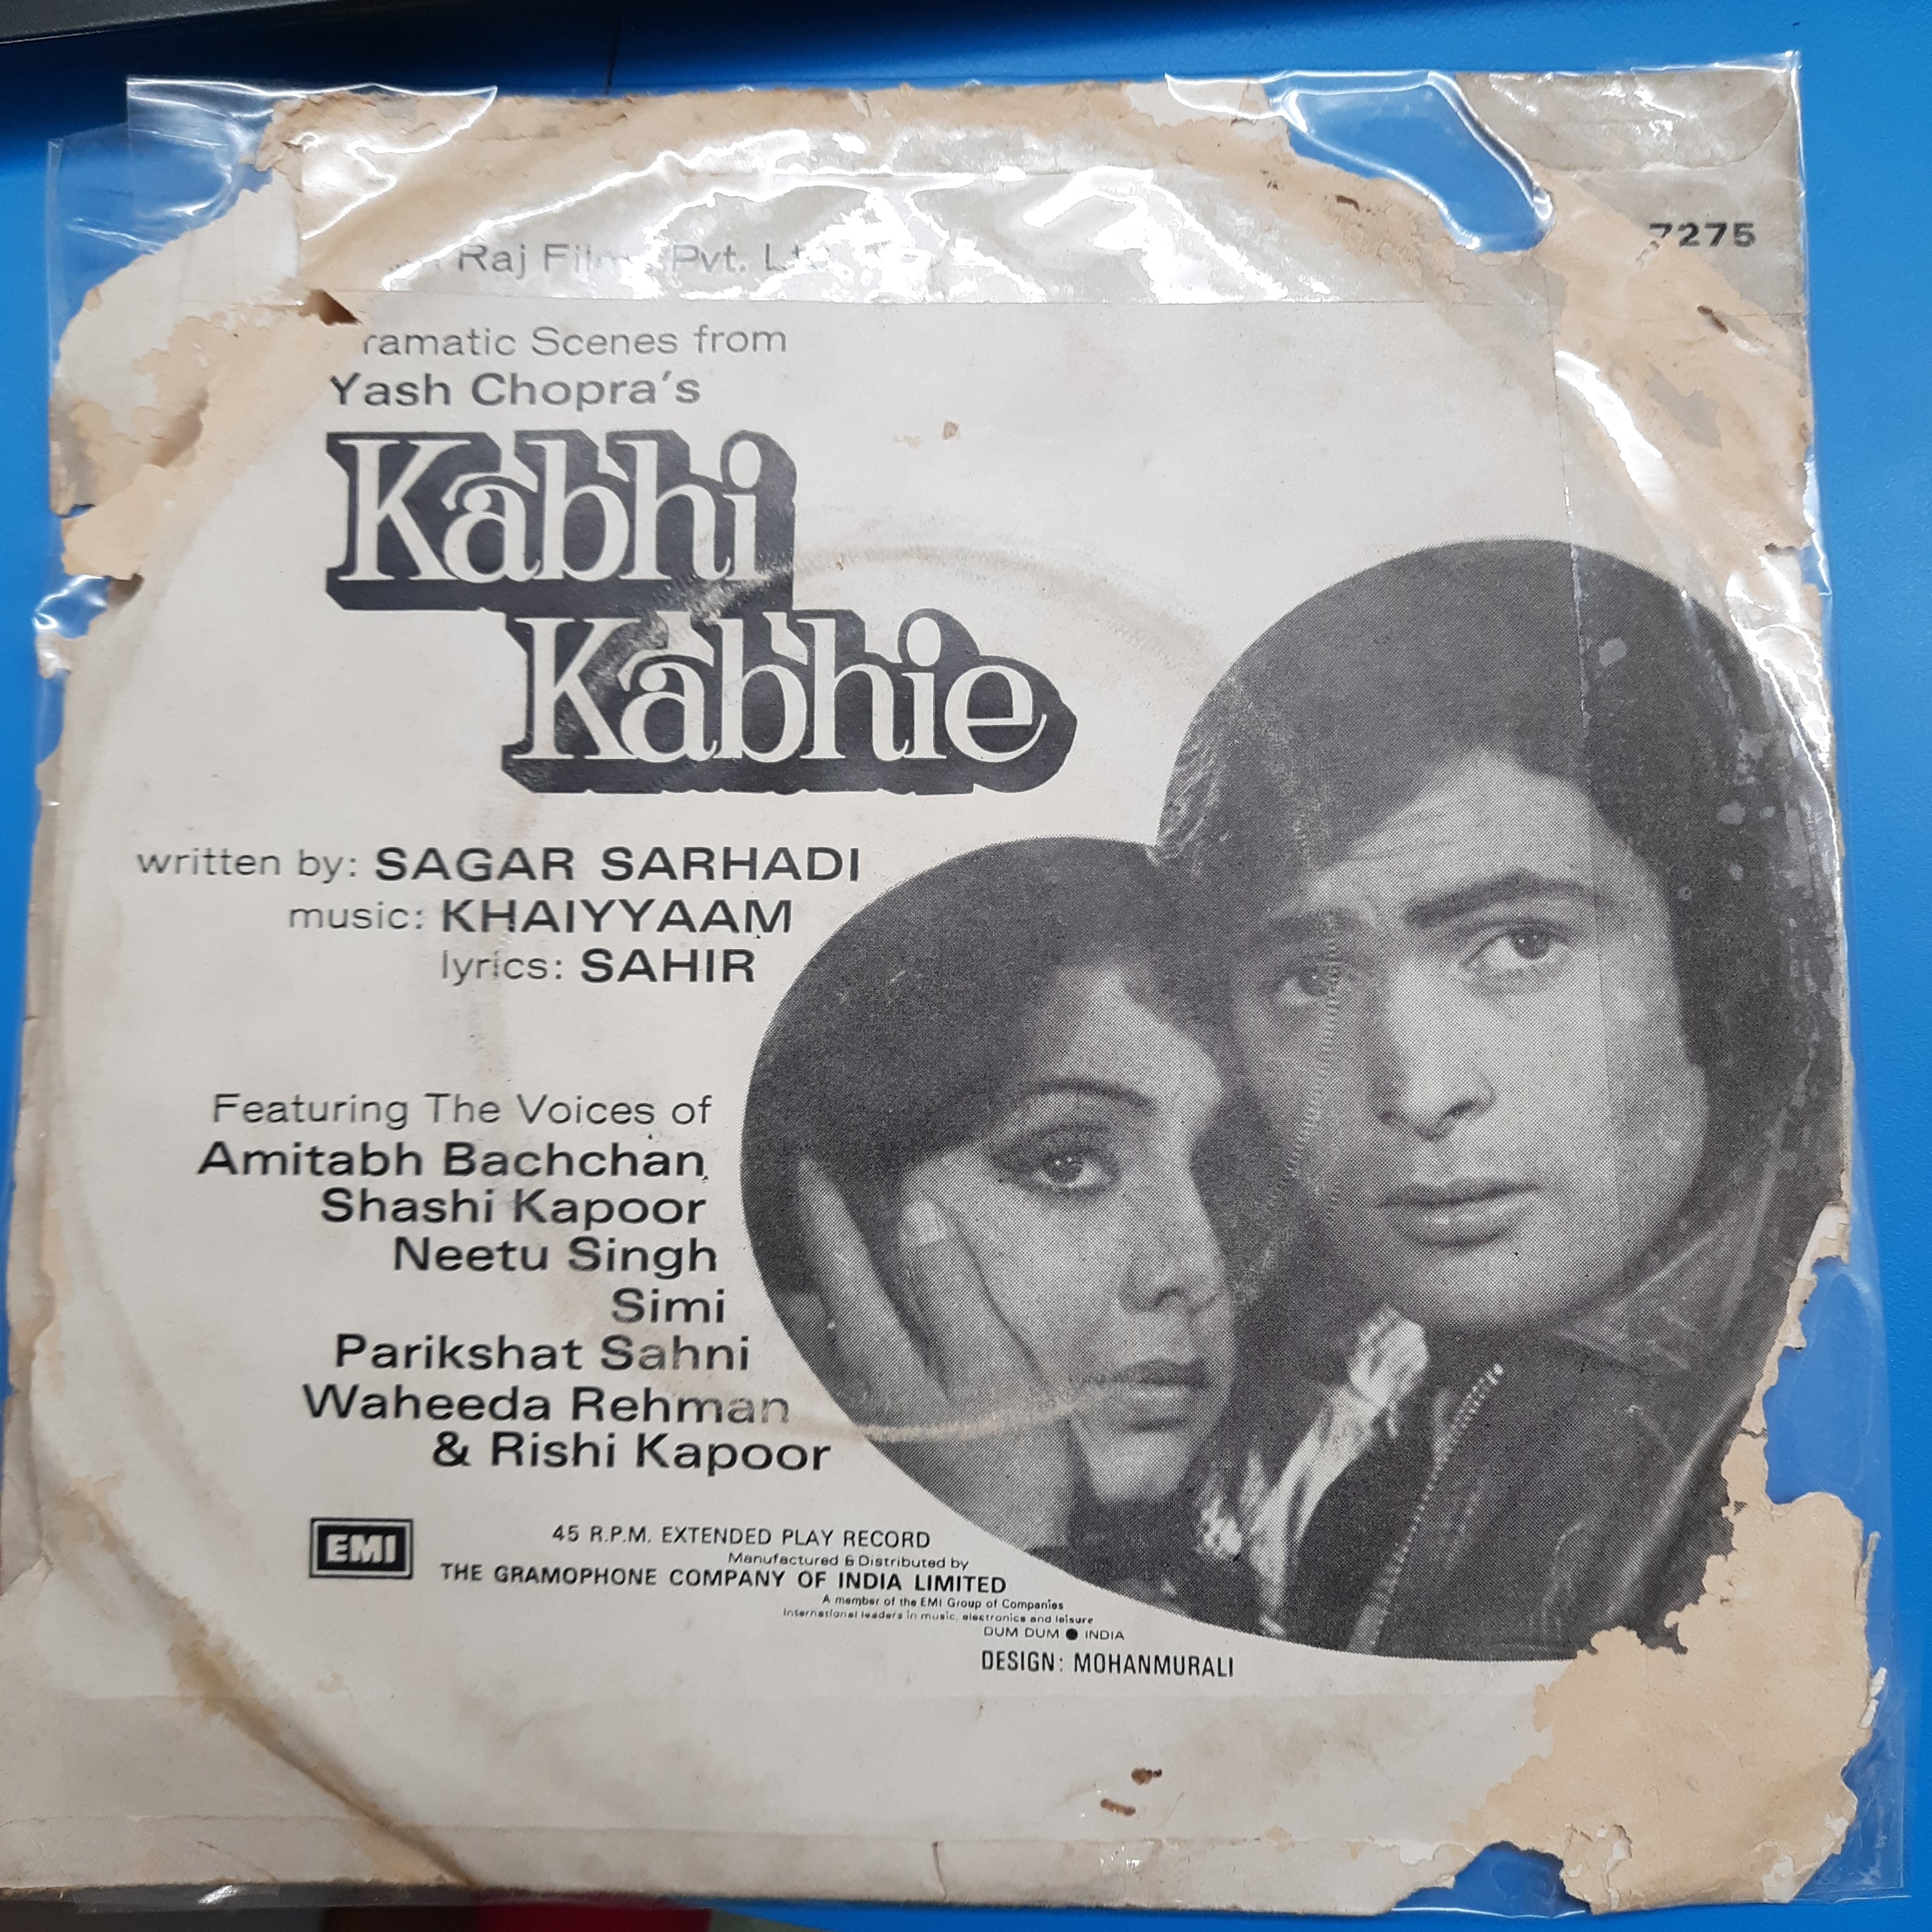 7275
Raj Films Pvt. Ltd
ramatic Scenes from
Yash Chopra's
Kabhi
Kabhie
written by: SAGAR SARHADI
music: KHAIYYAAM
lyrics: SAHIR
Featuring The Voices of
Amitabh Bachchan
Shashi Kapoor
Neetu Singh
Simi
Parikshat Sahni
Waheeda Rehman
& Rishi Kapoor
EMI
45 R.P.M. EXTENDED PLAY RECORD
Manufactured & Distributed by
THE GRAMOPHONE COMPANY OF INDIA LIMITED
A member of the EMI Group of Companies
International leaders in music, electronics and leisure
DUM DUM ● INDIA
DESIGN: MOHANMURALI